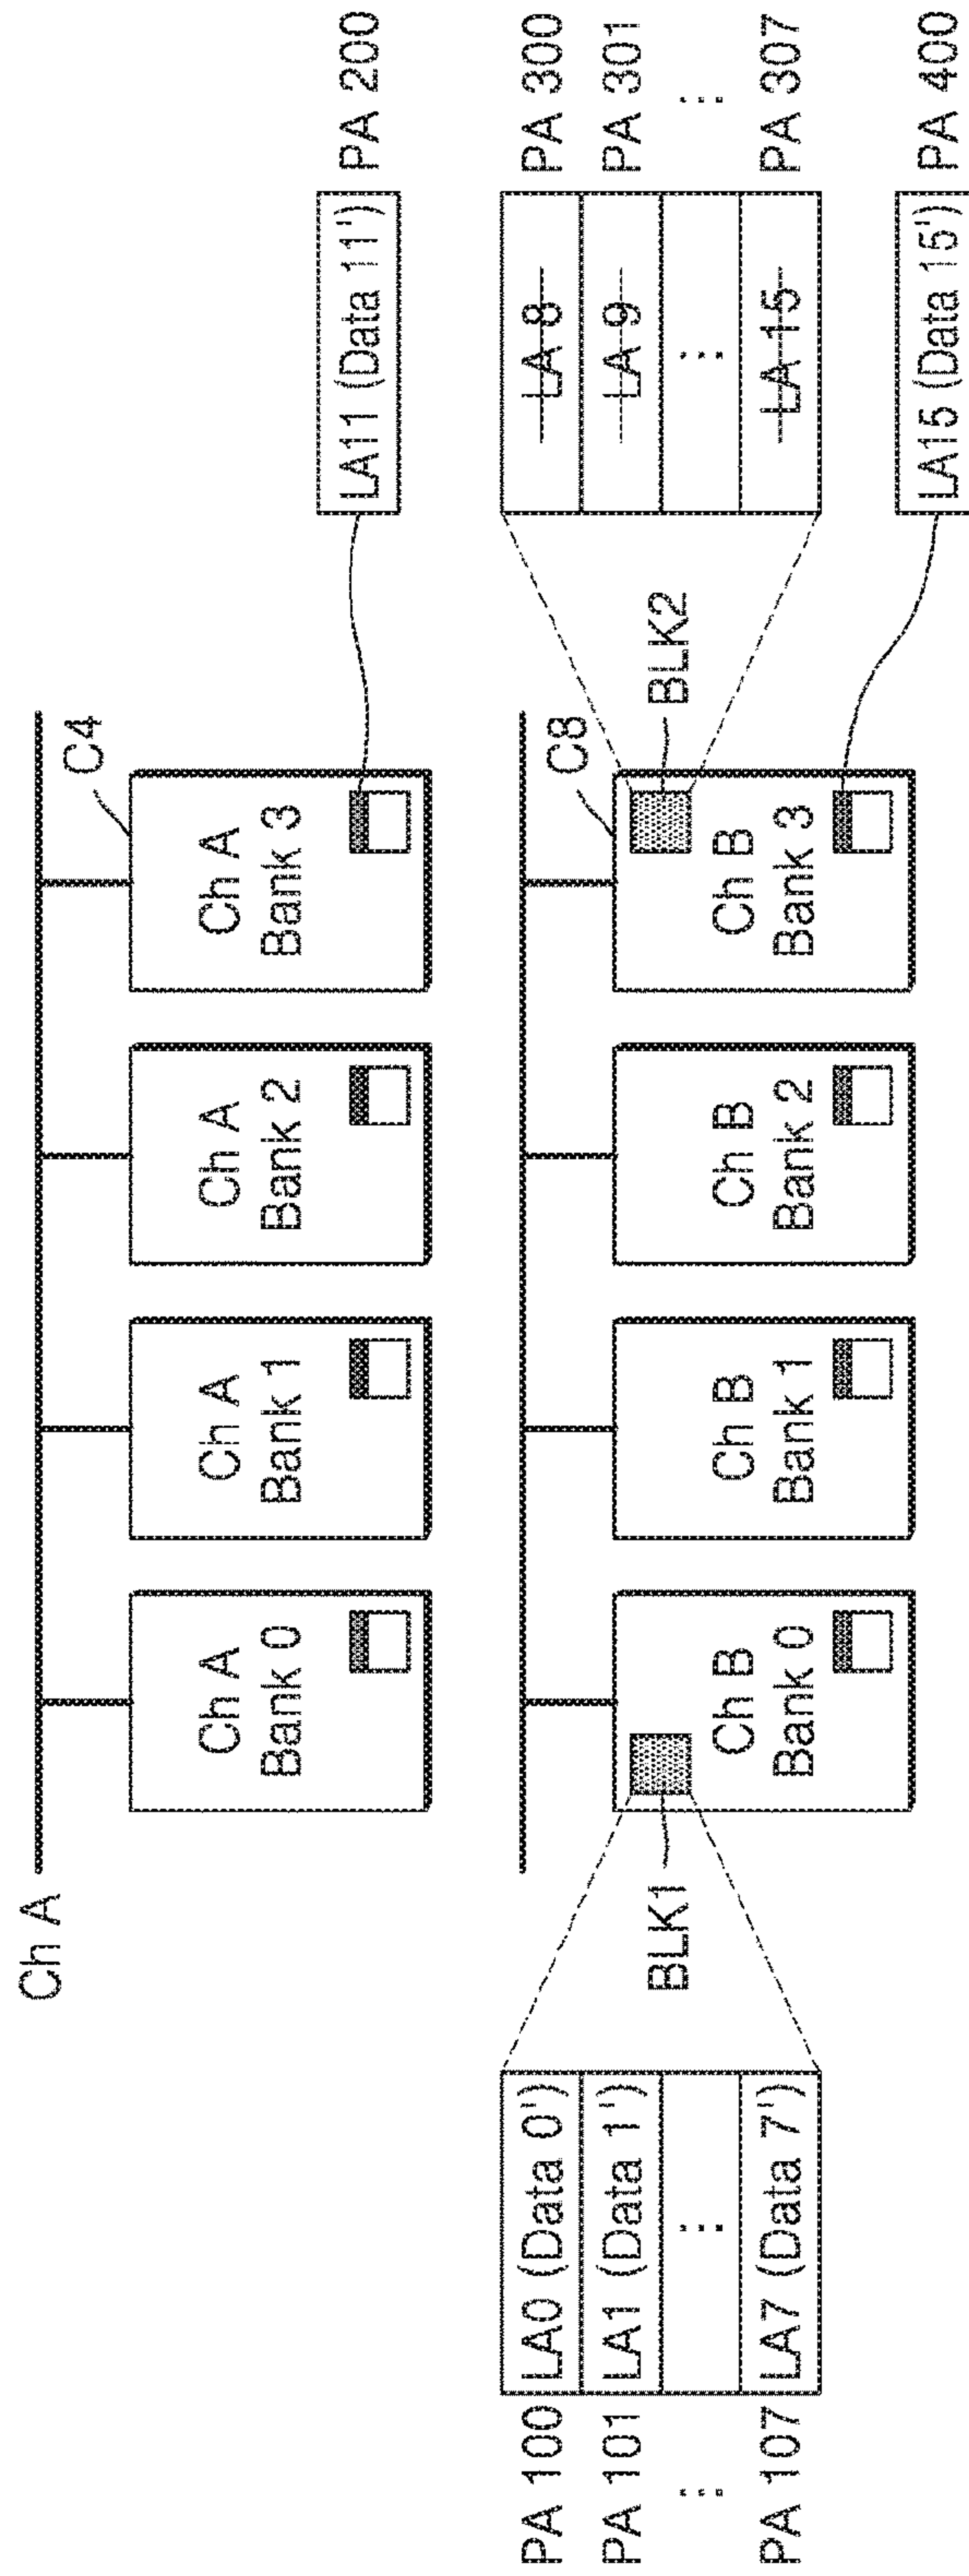 Ch A
C4
Ch A
Bank 0
Ch A
Bank 1
Ch A
Bank 2
Ch A
Bank 3
LA11 (Data 11') PA 200
C8
Ch B
Bank 0
Ch B
Bank 1
Ch B
Bank 2
Ch B
Bank 3
BLK1
BLK2
PA 100 LA0 (Data 0')
PA 101 LA1 (Data 1')
⋮ ⋮
PA 107 LA7 (Data 7')
LA 8 PA 300
LA 9 PA 301
⋮ ⋮
LA 15 PA 307
LA15 (Data 15') PA 400